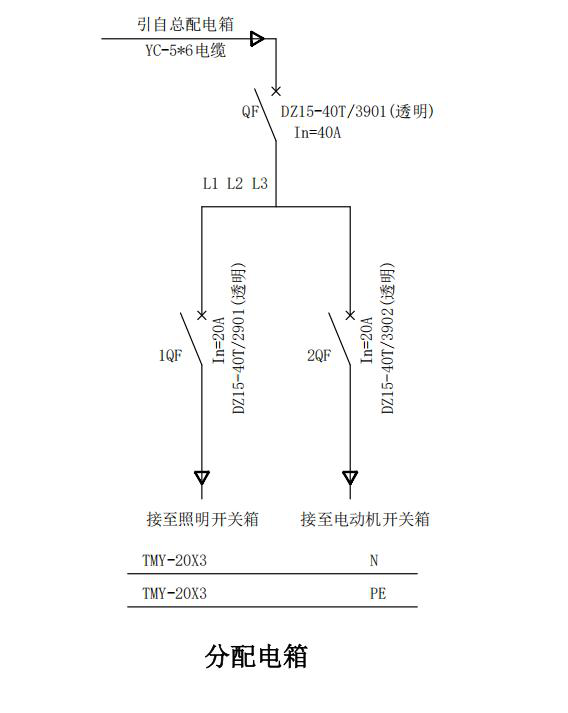 引自总配电箱
YC-5*6电缆
QF
DZ15-40T/3901(透明)
In=40A
L1 L2 L3
1QF
In=20A
DZ15-40T/2901(透明)
2QF
In=20A
DZ15-40T/3902(透明)
接至照明开关箱
接至电动机开关箱
TMY-20X3 N
TMY-20X3 PE
分配电箱